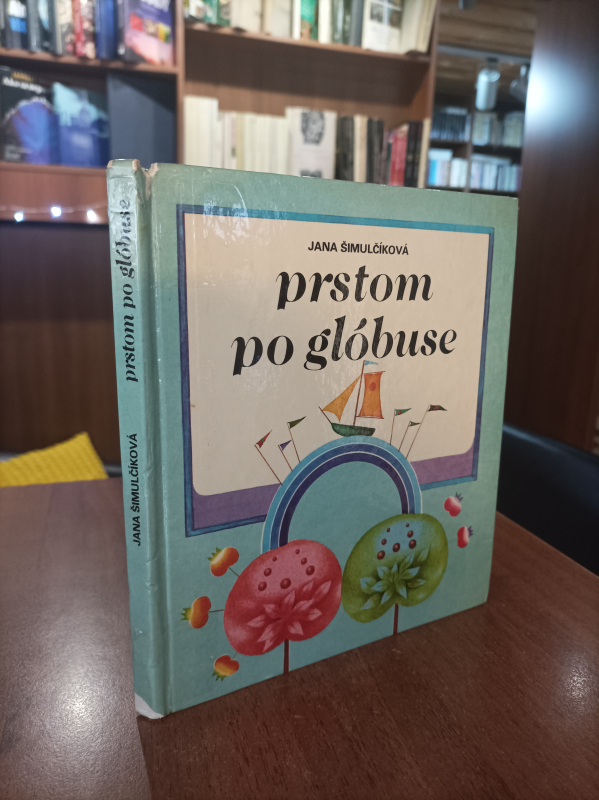 JANA ŠIMULČÍKOVÁ
prstom
po glóbuse
prstom po glóbuse
JANA ŠIMULČÍKOVÁ